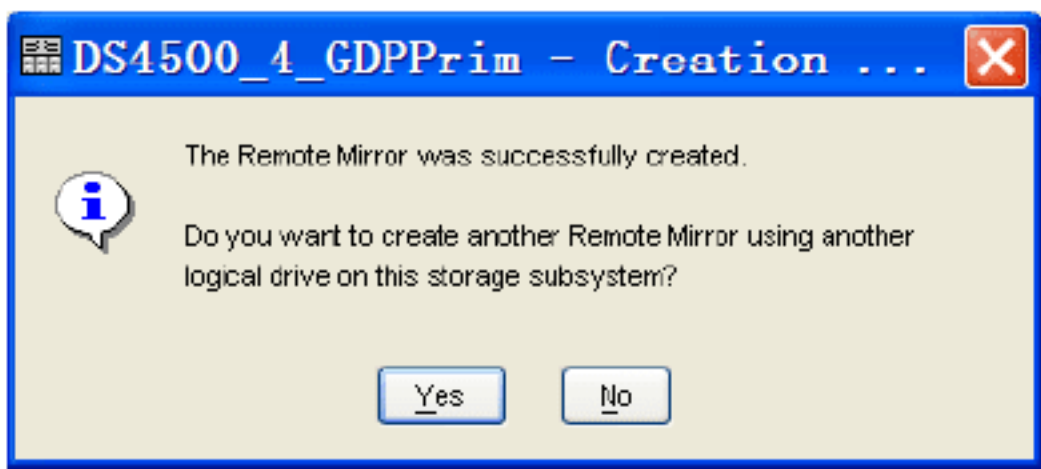 DS4500_4_GDPPrim - Creation ...
The Remote Mirror was successfully created.
Do you want to create another Remote Mirror using another
logical drive on this storage subsystem?
Yes
No